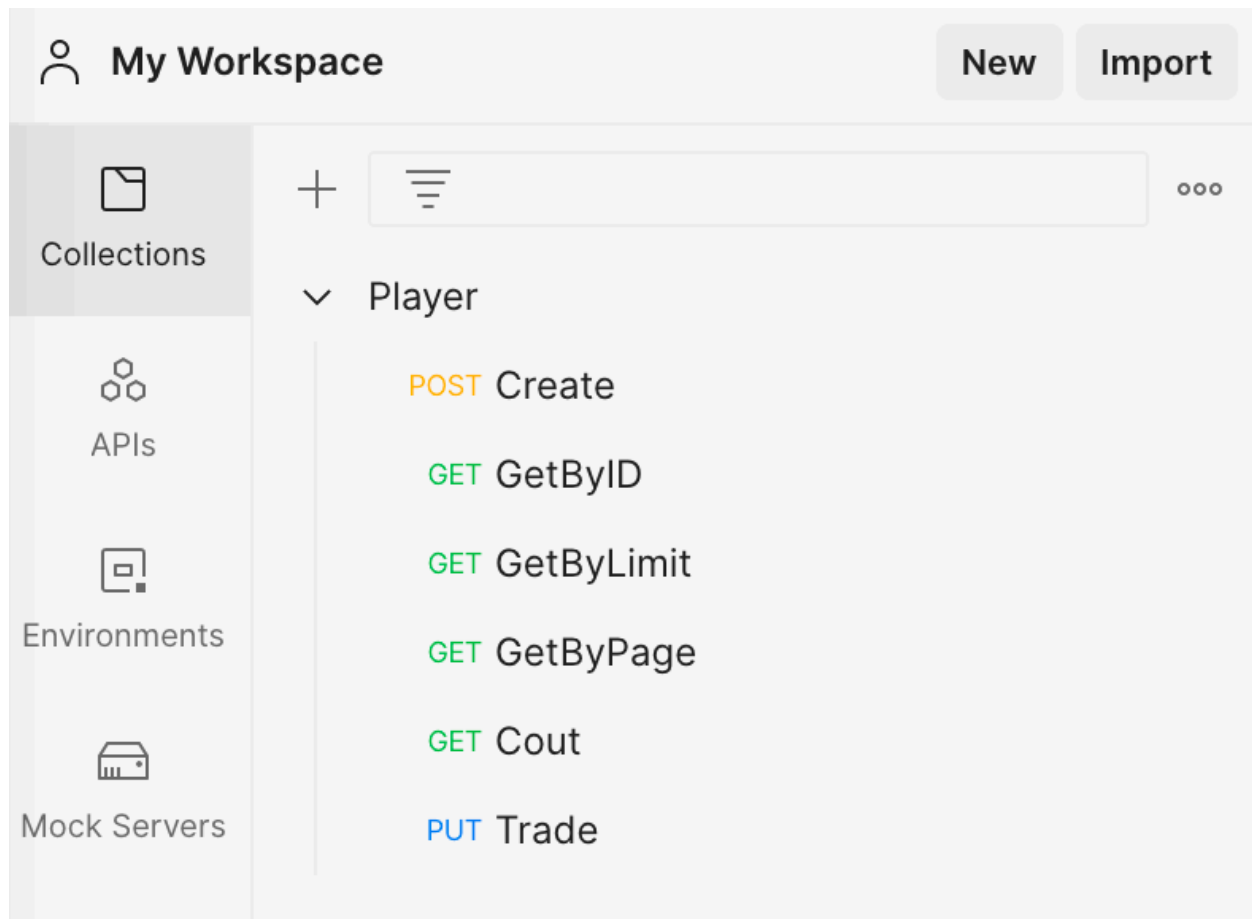 My Workspace New Import
Collections
APIs
Environments
Mock Servers
Player
POST Create
GET GetByID
GET GetByLimit
GET GetByPage
GET Cout
PUT Trade